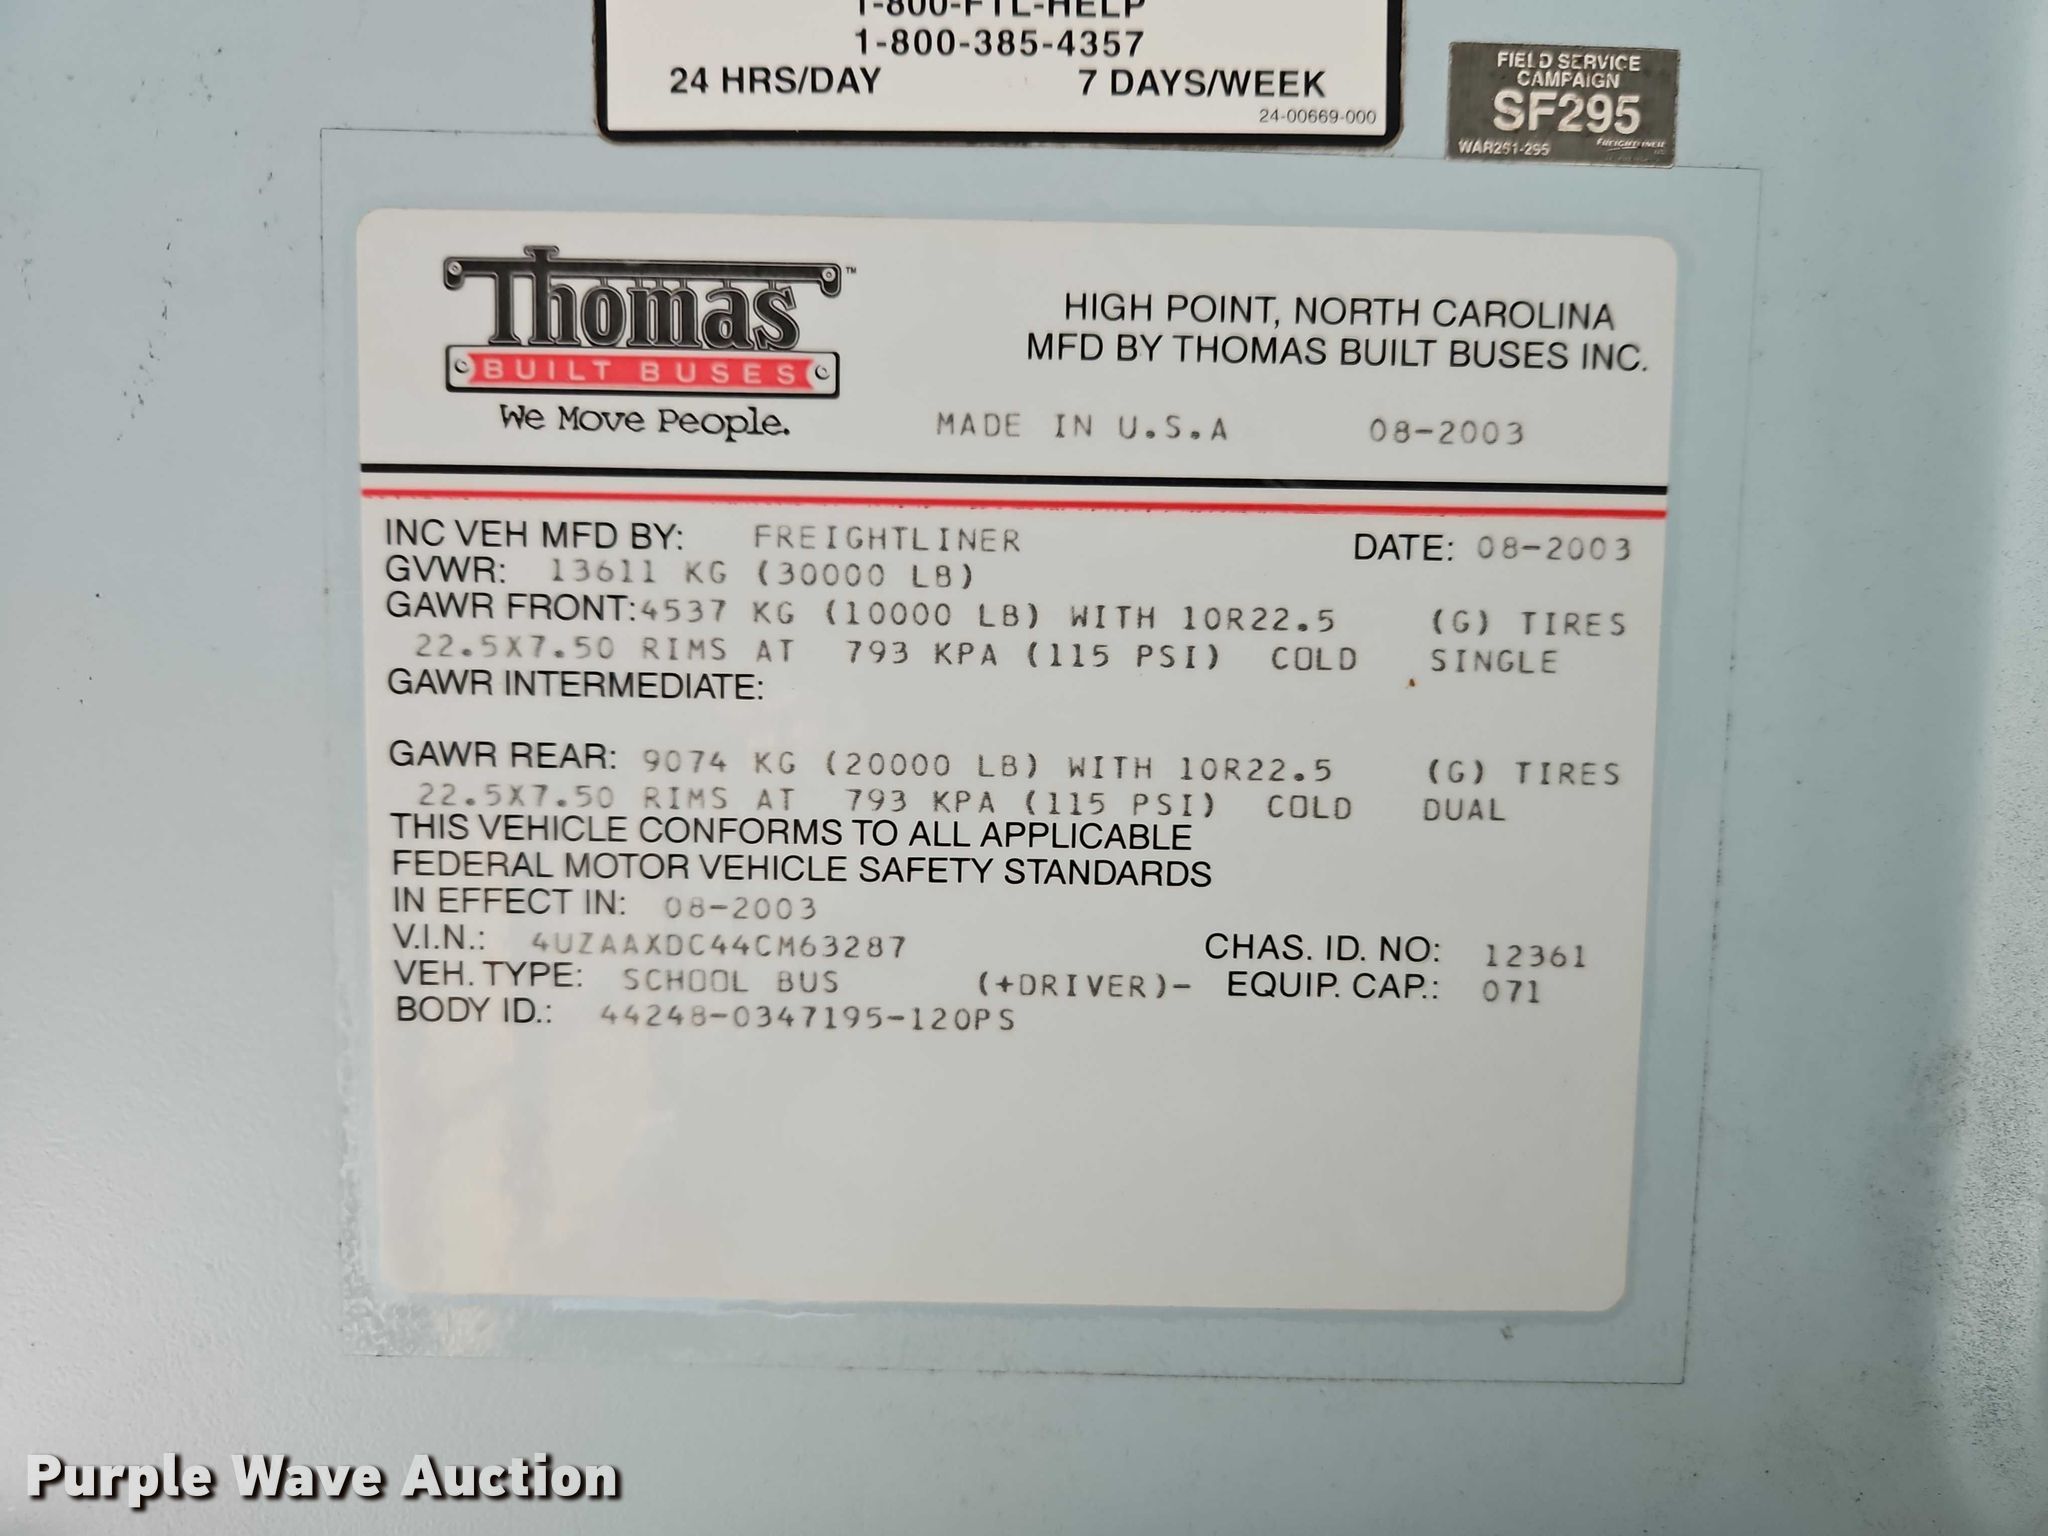 1-800-FTL-HELP
1-800-385-4357
24 HRS/DAY 7 DAYS/WEEK
24-00669-000
FIELD SERVICE
CAMPAIGN
SF295
WAR251-295 FREIGHTLINER
Thomas™
BUILT BUSES
We Move People.
HIGH POINT, NORTH CAROLINA
MFD BY THOMAS BUILT BUSES INC.
MADE IN U.S.A 08-2003
INC VEH MFD BY: FREIGHTLINER DATE: 08-2003
GVWR: 13611 KG (30000 LB)
GAWR FRONT:4537 KG (10000 LB) WITH 10R22.5 (G) TIRES
22.5X7.50 RIMS AT 793 KPA (115 PSI) COLD SINGLE
GAWR INTERMEDIATE:
GAWR REAR: 9074 KG (20000 LB) WITH 10R22.5 (G) TIRES
22.5X7.50 RIMS AT 793 KPA (115 PSI) COLD DUAL
THIS VEHICLE CONFORMS TO ALL APPLICABLE
FEDERAL MOTOR VEHICLE SAFETY STANDARDS
IN EFFECT IN: 08-2003
V.I.N.: 4UZAAXDC44CM63287 CHAS. ID. NO: 12361
VEH. TYPE: SCHOOL BUS (+DRIVER)- EQUIP. CAP.: 071
BODY ID.: 44248-0347195-120PS
Purple Wave Auction